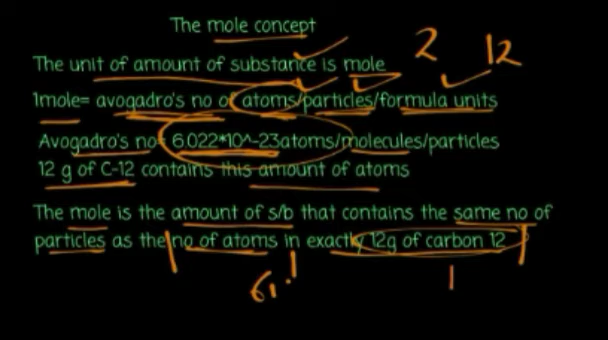 The mole concept
2 12
The unit of amount of substance is mole
1mole= avogadro's no of atoms/particles/formula units
Avogadro's no= 6.022*10^-23atoms/molecules/particles
12 g of C-12 contains this amount of atoms
The mole is the amount of s/b that contains the same no of
particles as the no of atoms in exactly 12g of carbon 12